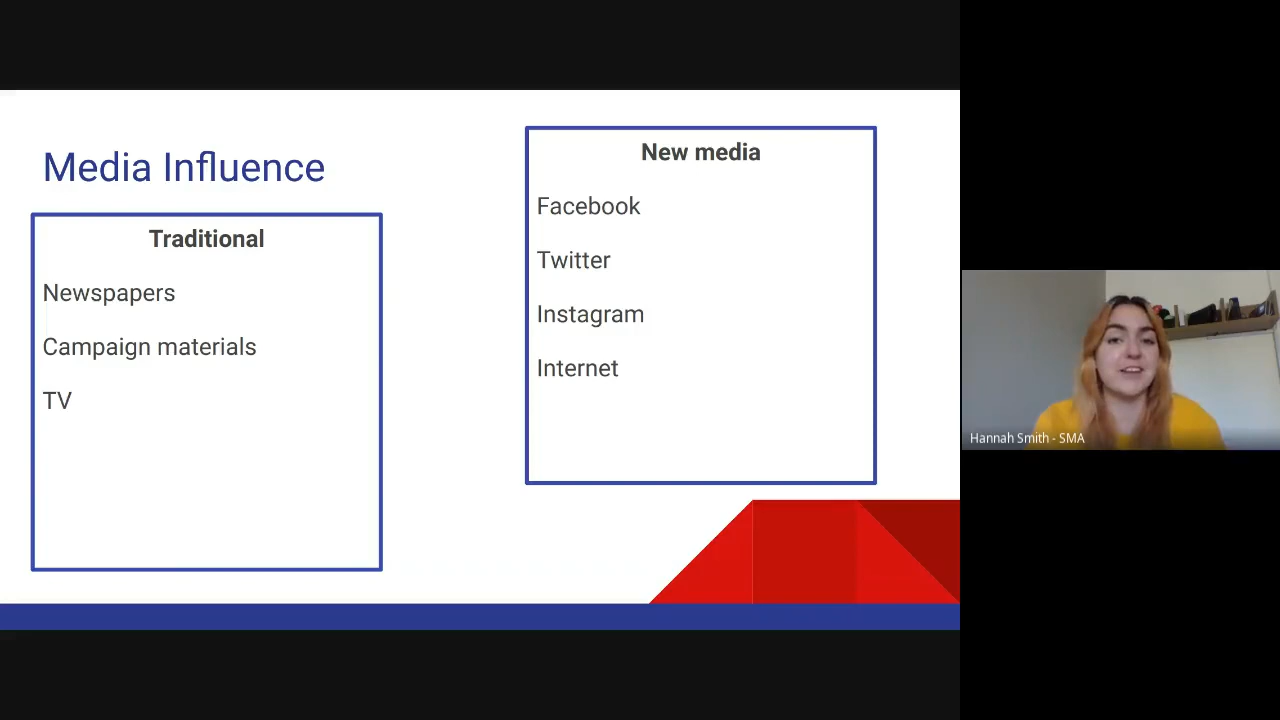 Media Influence
Traditional
Newspapers
Campaign materials
TV
New media
Facebook
Twitter
Instagram
Internet
Hannah Smith - SMA